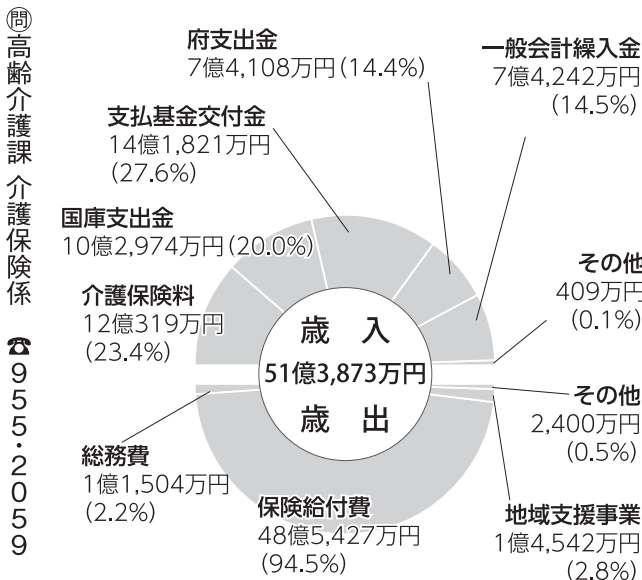 ㉄高齢介護課 介護保険係 ☎955・2059
府支出金
7億4,108万円(14.4%)
一般会計繰入金
7億4,242万円
(14.5%)
支払基金交付金
14億1,821万円
(27.6%)
国庫支出金
10億2,974万円(20.0%)
介護保険料
12億319万円
(23.4%)
その他
409万円
(0.1%)
歳 入
51億3,873万円
歳 出
その他
2,400万円
(0.5%)
総務費
1億1,504万円
(2.2%)
保険給付費
48億5,427万円
(94.5%)
地域支援事業
1億4,542万円
(2.8%)